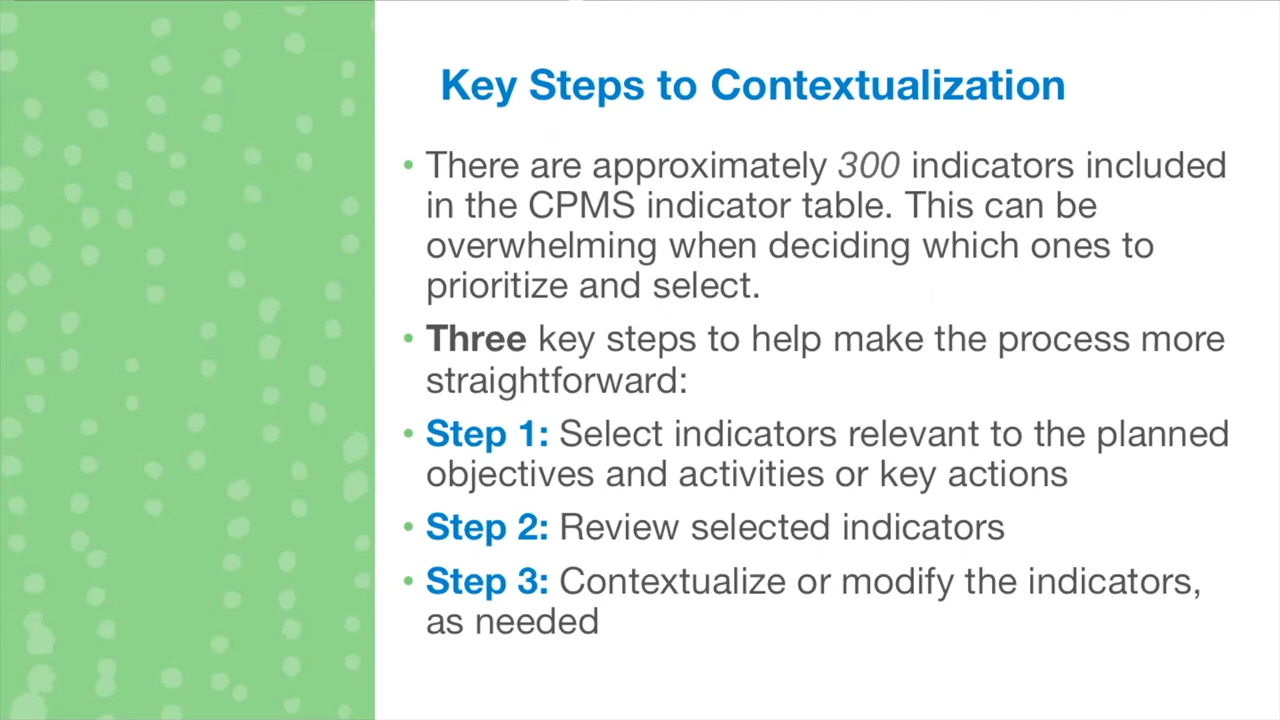 Key Steps to Contextualization
• There are approximately 300 indicators included
in the CPMS indicator table. This can be
overwhelming when deciding which ones to
prioritize and select.
• Three key steps to help make the process more
straightforward:
• Step 1: Select indicators relevant to the planned
objectives and activities or key actions
• Step 2: Review selected indicators
• Step 3: Contextualize or modify the indicators,
as needed